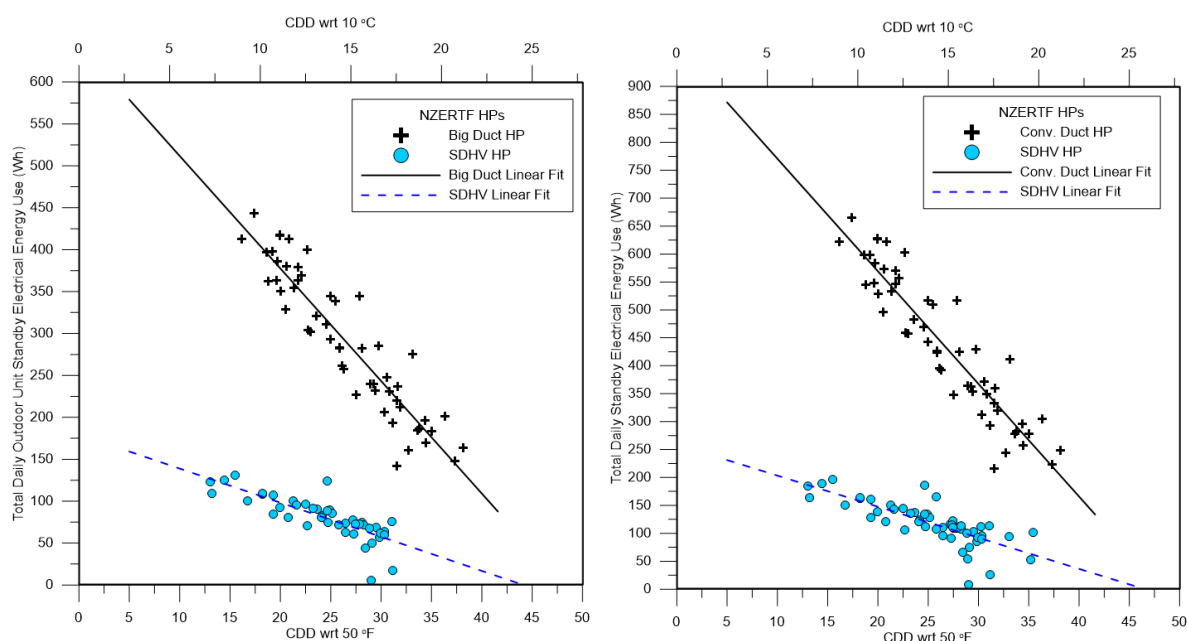 CDD wrt 10 °C
0 5 10 15 20 25
600
550
500
450
400
350
300
250
200
150
100
50
0
Total Daily Outdoor Unit Standby Electrical Energy Use (Wh)
NZERTF HPs
Big Duct HP
SDHV HP
Big Duct Linear Fit
SDHV Linear Fit
0 5 10 15 20 25 30 35 40 45 50
CDD wrt 50 °F
CDD wrt 10 °C
0 5 10 15 20 25
900
850
800
750
700
650
600
550
500
450
400
350
300
250
200
150
100
50
0
Total Daily Standby Electrical Energy Use (Wh)
NZERTF HPs
Conv. Duct HP
SDHV HP
Conv. Duct Linear Fit
SDHV Linear Fit
0 5 10 15 20 25 30 35 40 45 50
CDD wrt 50 °F